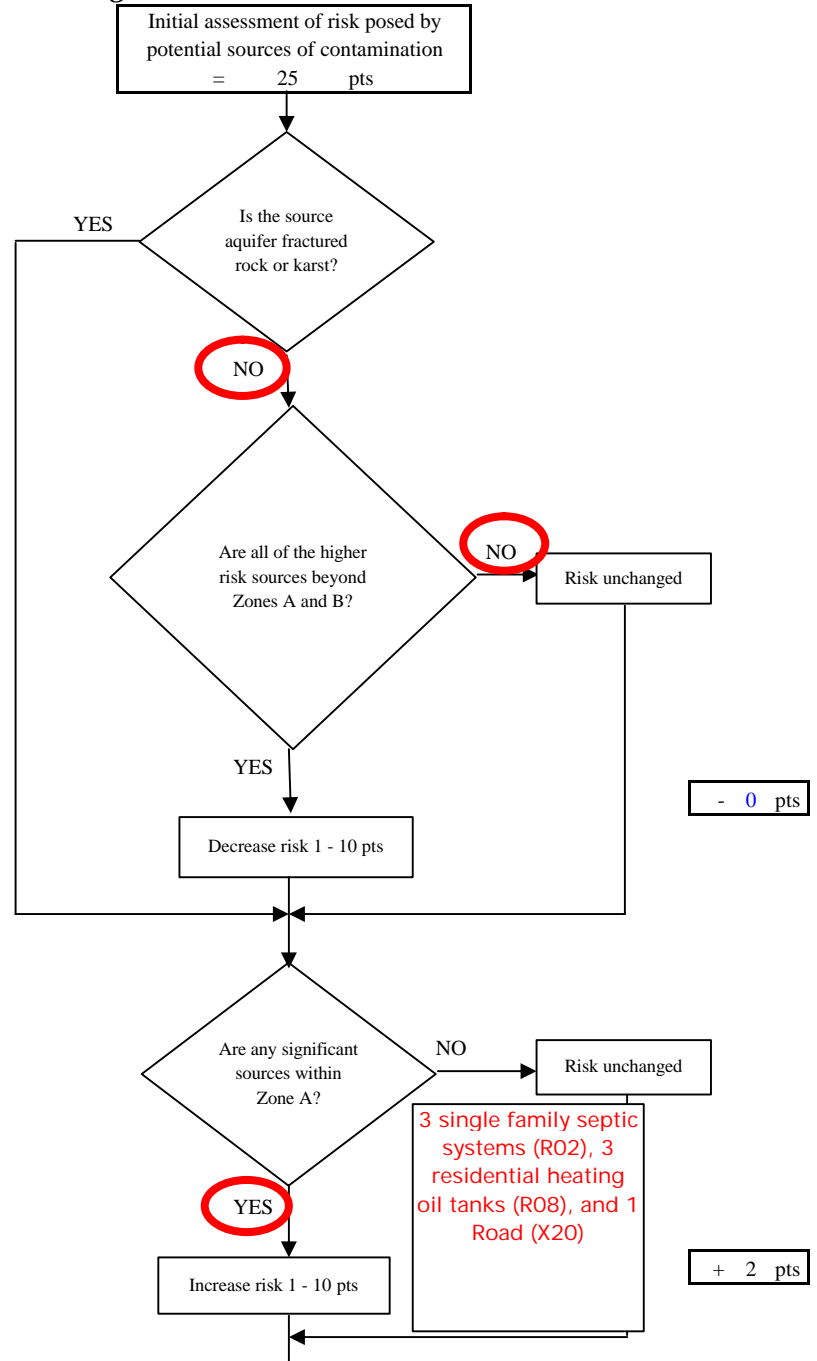 Initial assessment of risk posed by
potential sources of contamination
= 25 pts
YES
Is the source
aquifer fractured
rock or karst?
NO
Are all of the higher
risk sources beyond
Zones A and B?
NO
Risk unchanged
YES
- 0 pts
Decrease risk 1 - 10 pts
Are any significant
sources within
Zone A?
NO
Risk unchanged
3 single family septic
systems (R02), 3
residential heating
oil tanks (R08), and 1
Road (X20)
YES
+ 2 pts
Increase risk 1 - 10 pts